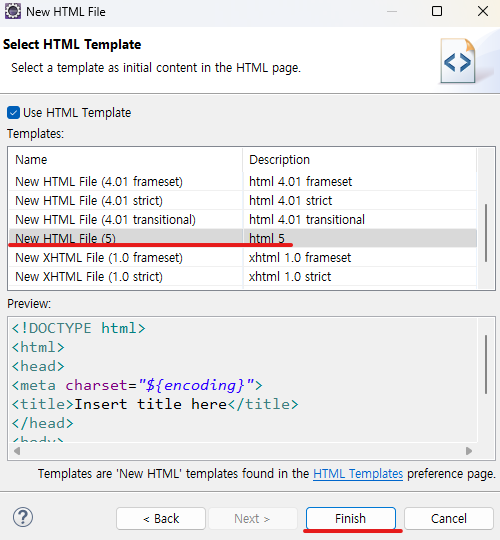 New HTML File
Select HTML Template
Select a template as initial content in the HTML page.
Use HTML Template
Templates:
Name Description
New HTML File (4.01 frameset) html 4.01 frameset
New HTML File (4.01 strict) html 4.01 strict
New HTML File (4.01 transitional) html 4.01 transitional
New HTML File (5) html 5
New XHTML File (1.0 frameset) xhtml 1.0 frameset
New XHTML File (1.0 strict) xhtml 1.0 strict
Preview:
<!DOCTYPE html>
<html>
<head>
<meta charset="${encoding}">
<title>Insert title here</title>
</head>
<body>
Templates are 'New HTML' templates found in the HTML Templates preference page.
? < Back Next > Finish Cancel